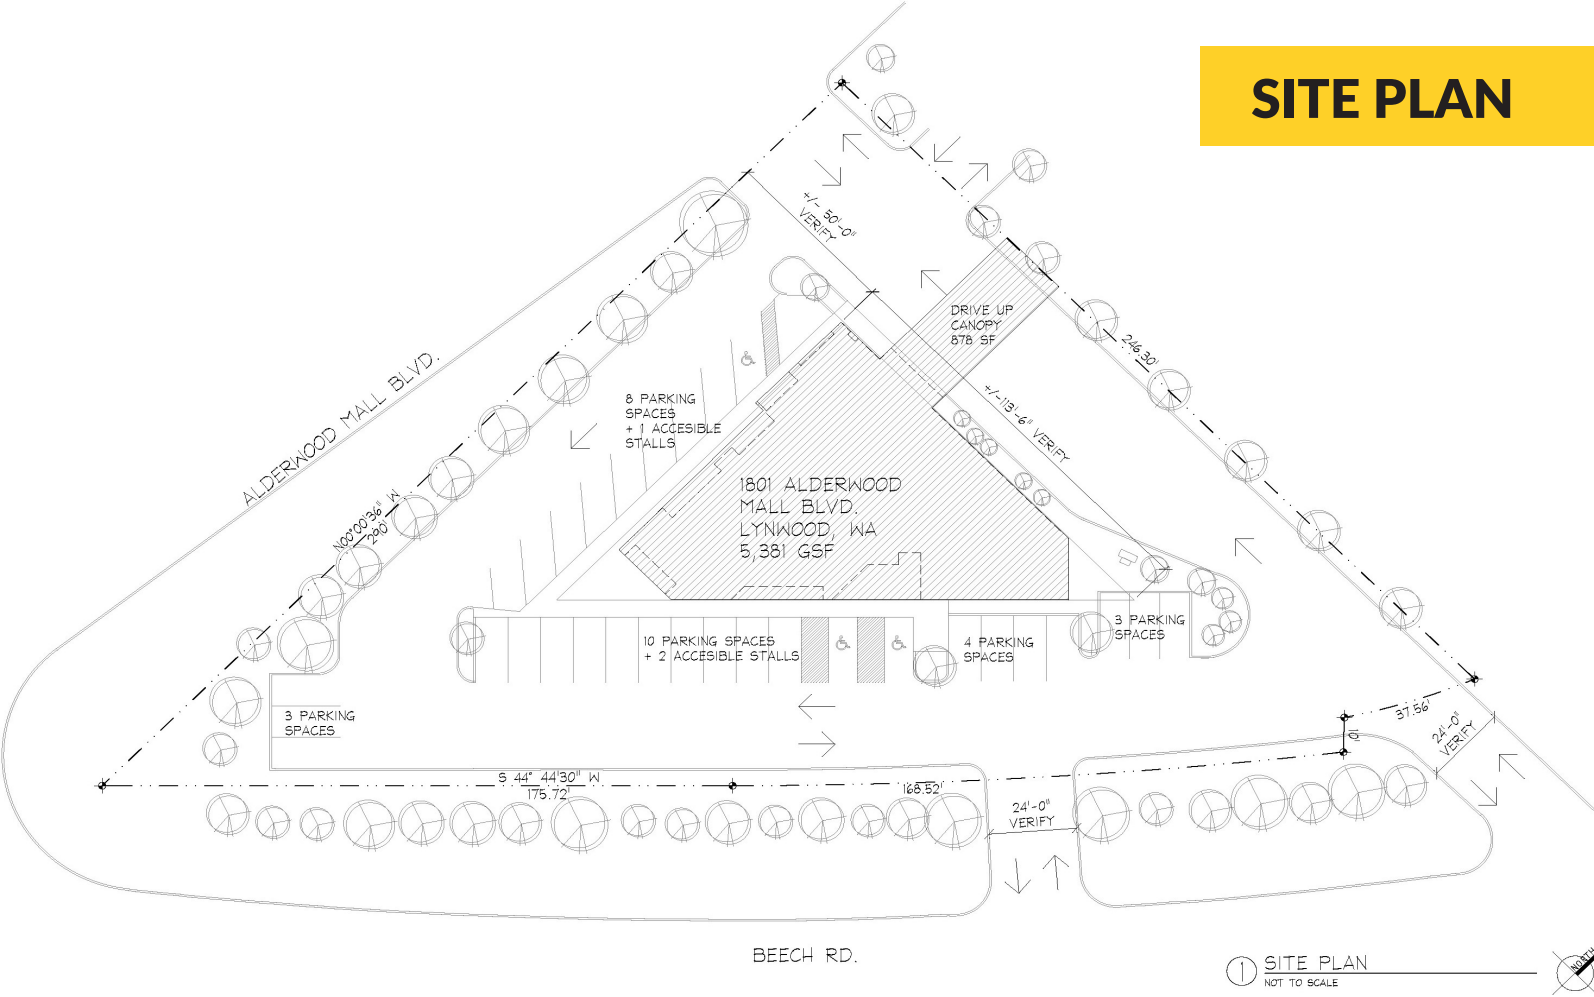 SITE PLAN
+/- 50'-0"
VERIFY
DRIVE UP
CANOPY
878 SF
246.30'
ALDERWOOD MALL BLVD.
8 PARKING
SPACES
+ 1 ACCESIBLE
STALLS
+/-113'-6" VERIFY
N00°00'36" W
290'
1801 ALDERWOOD
MALL BLVD.
LYNWOOD, WA
5,381 GSF
10 PARKING SPACES
+ 2 ACCESIBLE STALLS
4 PARKING
SPACES
3 PARKING
SPACES
3 PARKING
SPACES
37.56'
10'
24'-0"
VERIFY
S 44° 44'30" W
175.72'
168.52'
24'-0"
VERIFY
BEECH RD.
1
SITE PLAN
NOT TO SCALE
NORTH